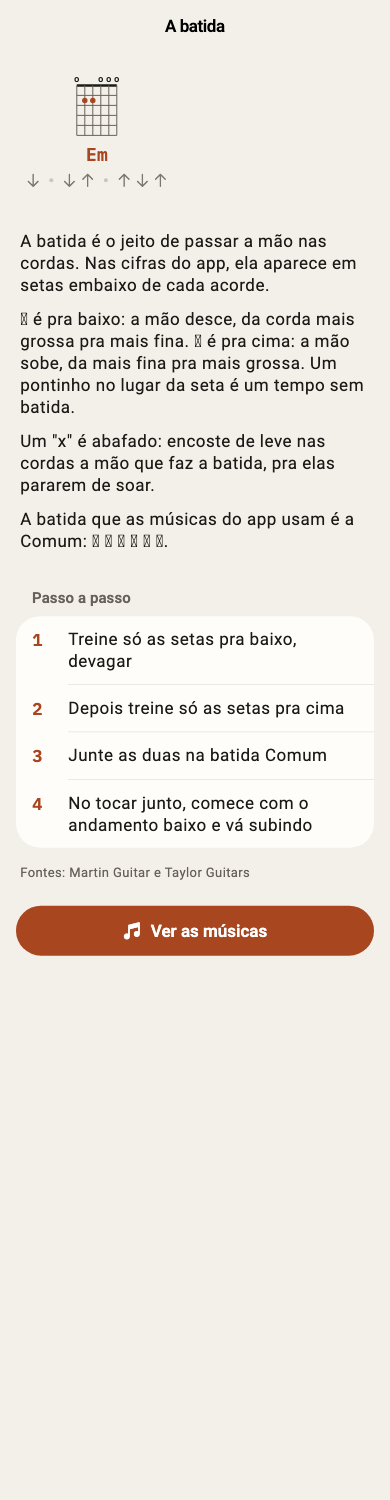 A batida
o o o o
Em
↓ • ↓ ↑ • ↑ ↓ ↑
A batida é o jeito de passar a mão nas
cordas. Nas cifras do app, ela aparece em
setas embaixo de cada acorde.
é pra baixo: a mão desce, da corda mais
grossa pra mais fina. é pra cima: a mão
sobe, da mais fina pra mais grossa. Um
pontinho no lugar da seta é um tempo sem
batida.
Um "x" é abafado: encoste de leve nas
cordas a mão que faz a batida, pra elas
pararem de soar.
A batida que as músicas do app usam é a
Comum: .
Passo a passo
1 Treine só as setas pra baixo,
devagar
2 Depois treine só as setas pra cima
3 Junte as duas na batida Comum
4 No tocar junto, comece com o
andamento baixo e vá subindo
Fontes: Martin Guitar e Taylor Guitars
Ver as músicas